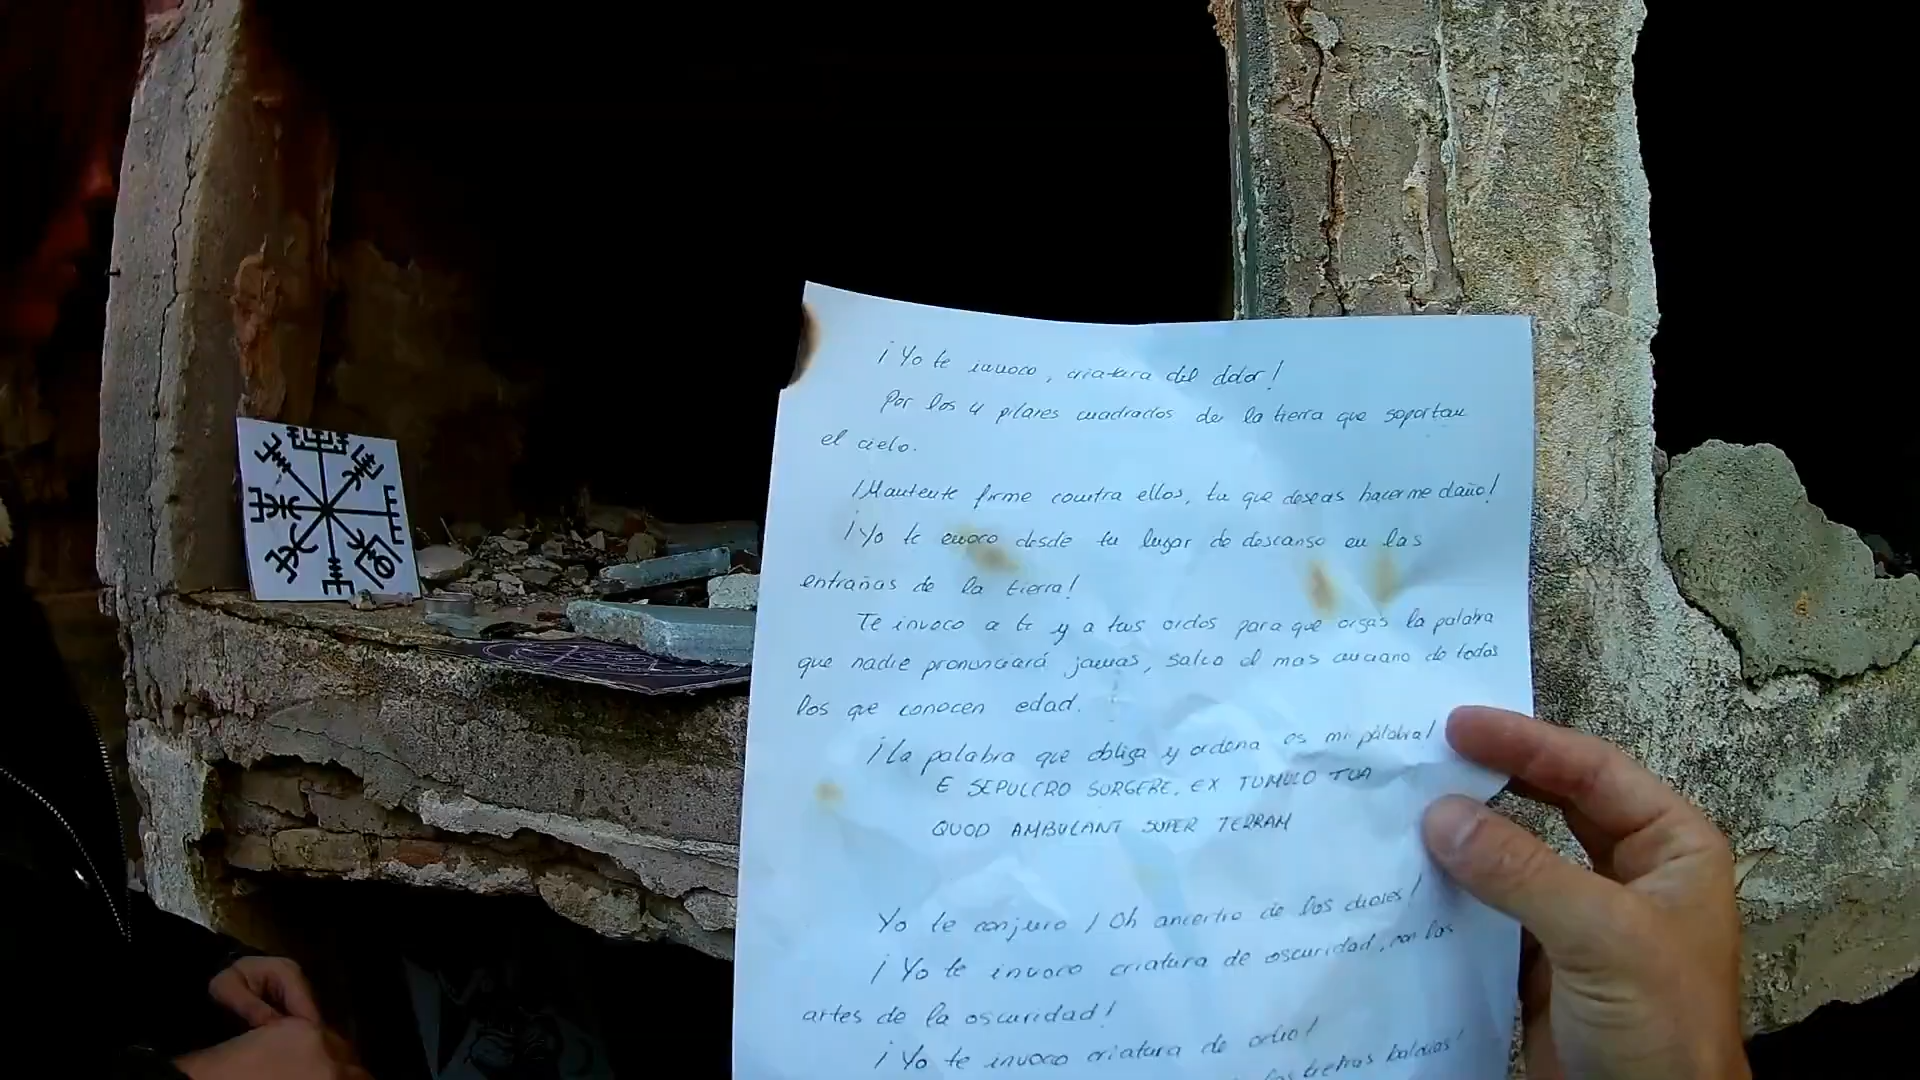 ¡Yo te invoco, criatura del dolor!
Por los 4 pilares cuadrados de la tierra que soportan
el cielo.
¡Mantente firme contra ellos, tu que deseas hacerme daño!
¡Yo te evoco desde tu lugar de descanso en las
entrañas de la tierra!
Te invoco a ti y a tus oidos para que oigas la palabra
que nadie pronunciará jamas, salvo el mas anciano de todos
los que conocen edad.
¡La palabra que obliga y ordena es mi palabra!
E SEPULCRO SURGERE, EX TUMULO TUA
QUOD AMBULANT SUPER TERRAM
Yo te conjuro ¡Oh ancestro de los dioses!
¡Yo te invoco criatura de oscuridad, con las
artes de la oscuridad!
¡Yo te invoco criatura de odio!
las tierras baldias!